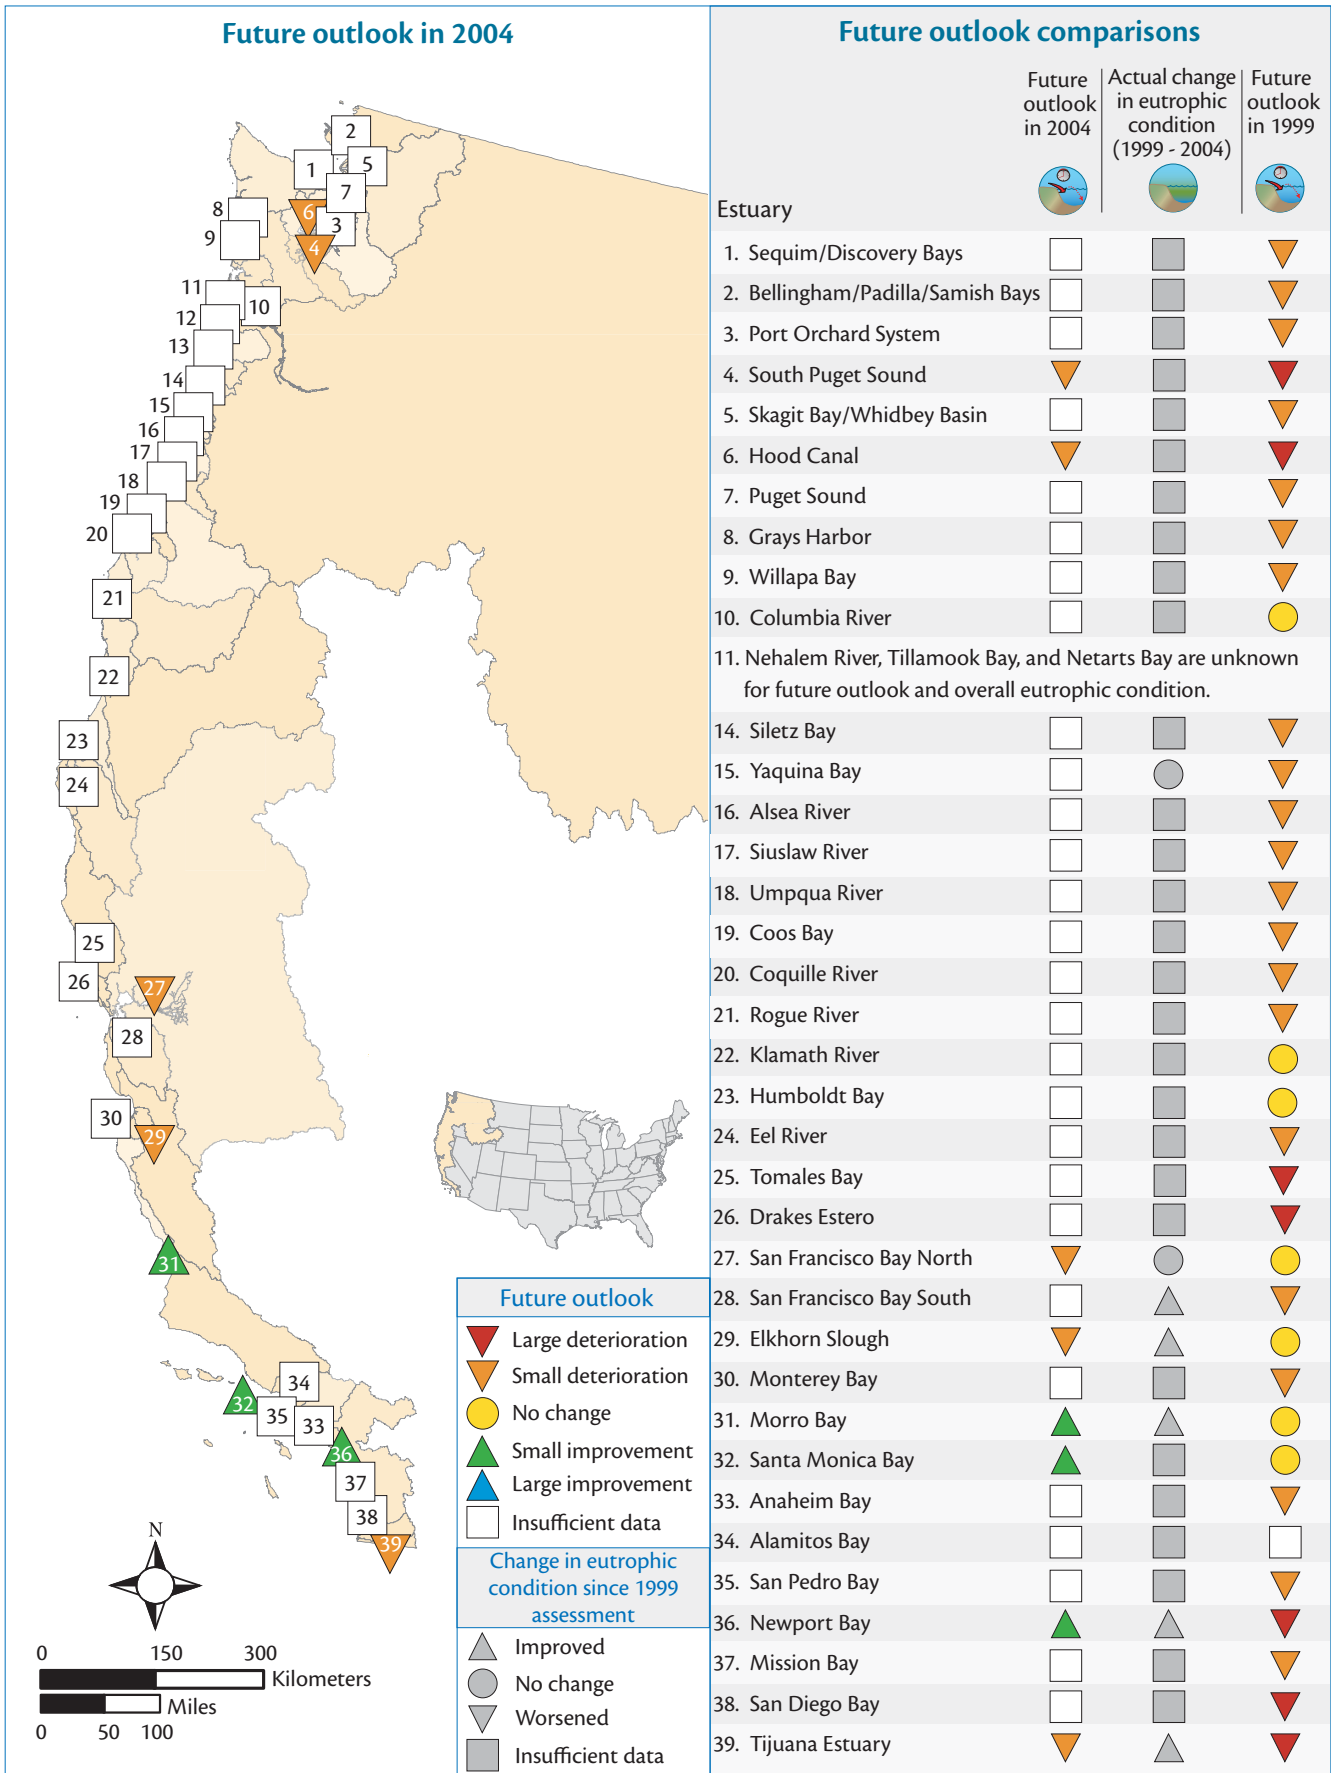 Future outlook in 2004
2
1
5
7
8
6
3
9
4
11
10
12
13
14
15
16
17
18
19
20
21
22
23
24
25
26
27
28
30
29
31
34
32
35
33
36
37
38
39
N
0 150 300
Kilometers
Miles
0 50 100
Future outlook
Large deterioration
Small deterioration
No change
Small improvement
Large improvement
Insufficient data
Change in eutrophic
condition since 1999
assessment
Improved
No change
Worsened
Insufficient data
Future outlook comparisons
Estuary
Future
outlook
in 2004
Actual change
in eutrophic
condition
(1999 - 2004)
Future
outlook
in 1999
1. Sequim/Discovery Bays
2. Bellingham/Padilla/Samish Bays
3. Port Orchard System
4. South Puget Sound
5. Skagit Bay/Whidbey Basin
6. Hood Canal
7. Puget Sound
8. Grays Harbor
9. Willapa Bay
10. Columbia River
11. Nehalem River, Tillamook Bay, and Netarts Bay are unknown
for future outlook and overall eutrophic condition.
14. Siletz Bay
15. Yaquina Bay
16. Alsea River
17. Siuslaw River
18. Umpqua River
19. Coos Bay
20. Coquille River
21. Rogue River
22. Klamath River
23. Humboldt Bay
24. Eel River
25. Tomales Bay
26. Drakes Estero
27. San Francisco Bay North
28. San Francisco Bay South
29. Elkhorn Slough
30. Monterey Bay
31. Morro Bay
32. Santa Monica Bay
33. Anaheim Bay
34. Alamitos Bay
35. San Pedro Bay
36. Newport Bay
37. Mission Bay
38. San Diego Bay
39. Tijuana Estuary